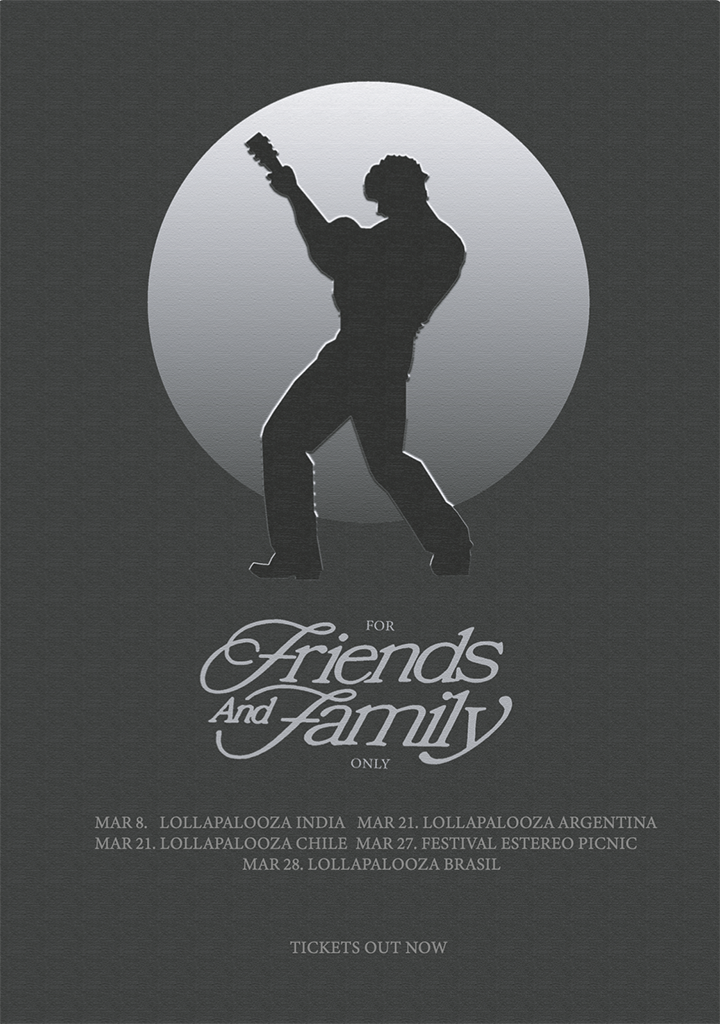 FOR
Friends
And Family
ONLY
MAR 8. LOLLAPALOOZA INDIA MAR 21. LOLLAPALOOZA ARGENTINA
MAR 21. LOLLAPALOOZA CHILE MAR 27. FESTIVAL ESTEREO PICNIC
MAR 28. LOLLAPALOOZA BRASIL
TICKETS OUT NOW